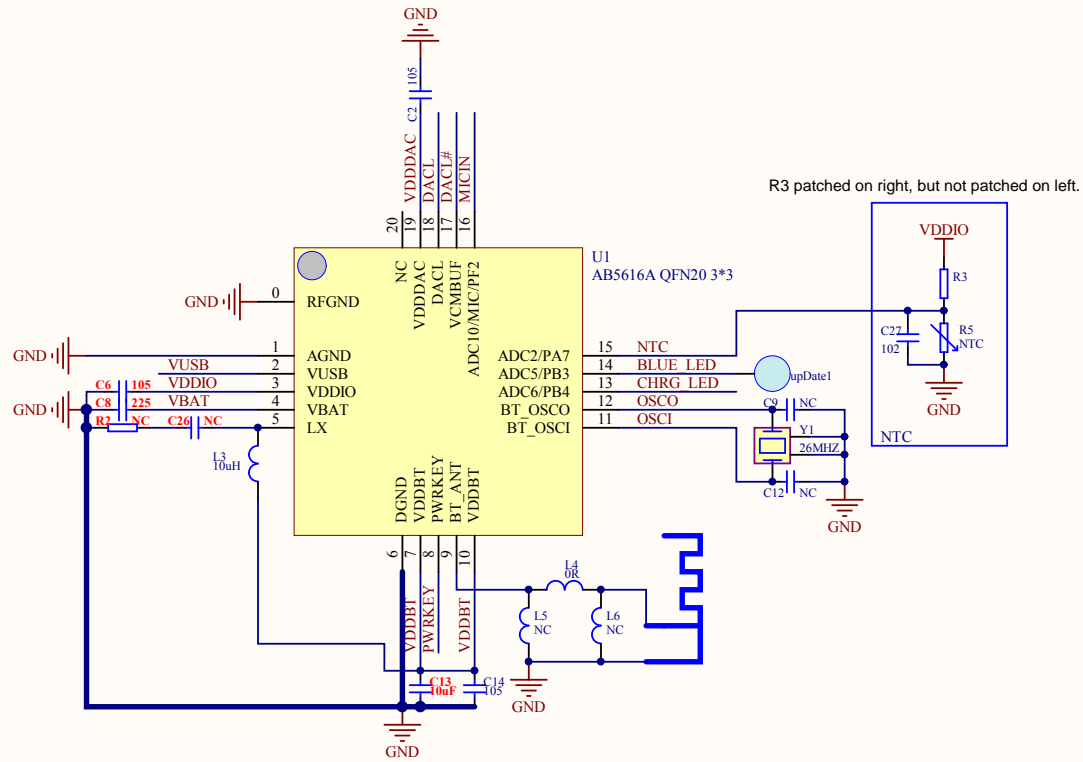 GND
105
C2
VDDDAC
DACL
DACL#
MICIN
R3 patched on right, but not patched on left.
20
19
18
17
16
U1
AB5616A QFN20 3*3
NC
VDDDAC
DACL
VCMBUF
ADC10/MIC/PF2
VDDIO
R3
C27
102
R5
NTC
GND
NTC
GND
0
RFGND
GND
1
AGND
VUSB
2
VUSB
C6
105
VDDIO
3
VDDIO
GND
C8
225
VBAT
4
VBAT
R2
NC
C26
NC
5
LX
ADC2/PA7
15
NTC
ADC5/PB3
14
BLUE_LED
upDate1
ADC6/PB4
13
CHRG_LED
BT_OSCO
12
OSCO
C9
NC
BT_OSCI
11
OSCI
Y1
26MHZ
C12
NC
GND
L3
10uH
DGND
VDDBT
PWRKEY
BT_ANT
VDDBT
6
7
8
9
10
VDDBT
PWRKEY
VDDBT
L4
0R
L5
NC
L6
NC
GND
C13
10uF
C14
105
GND